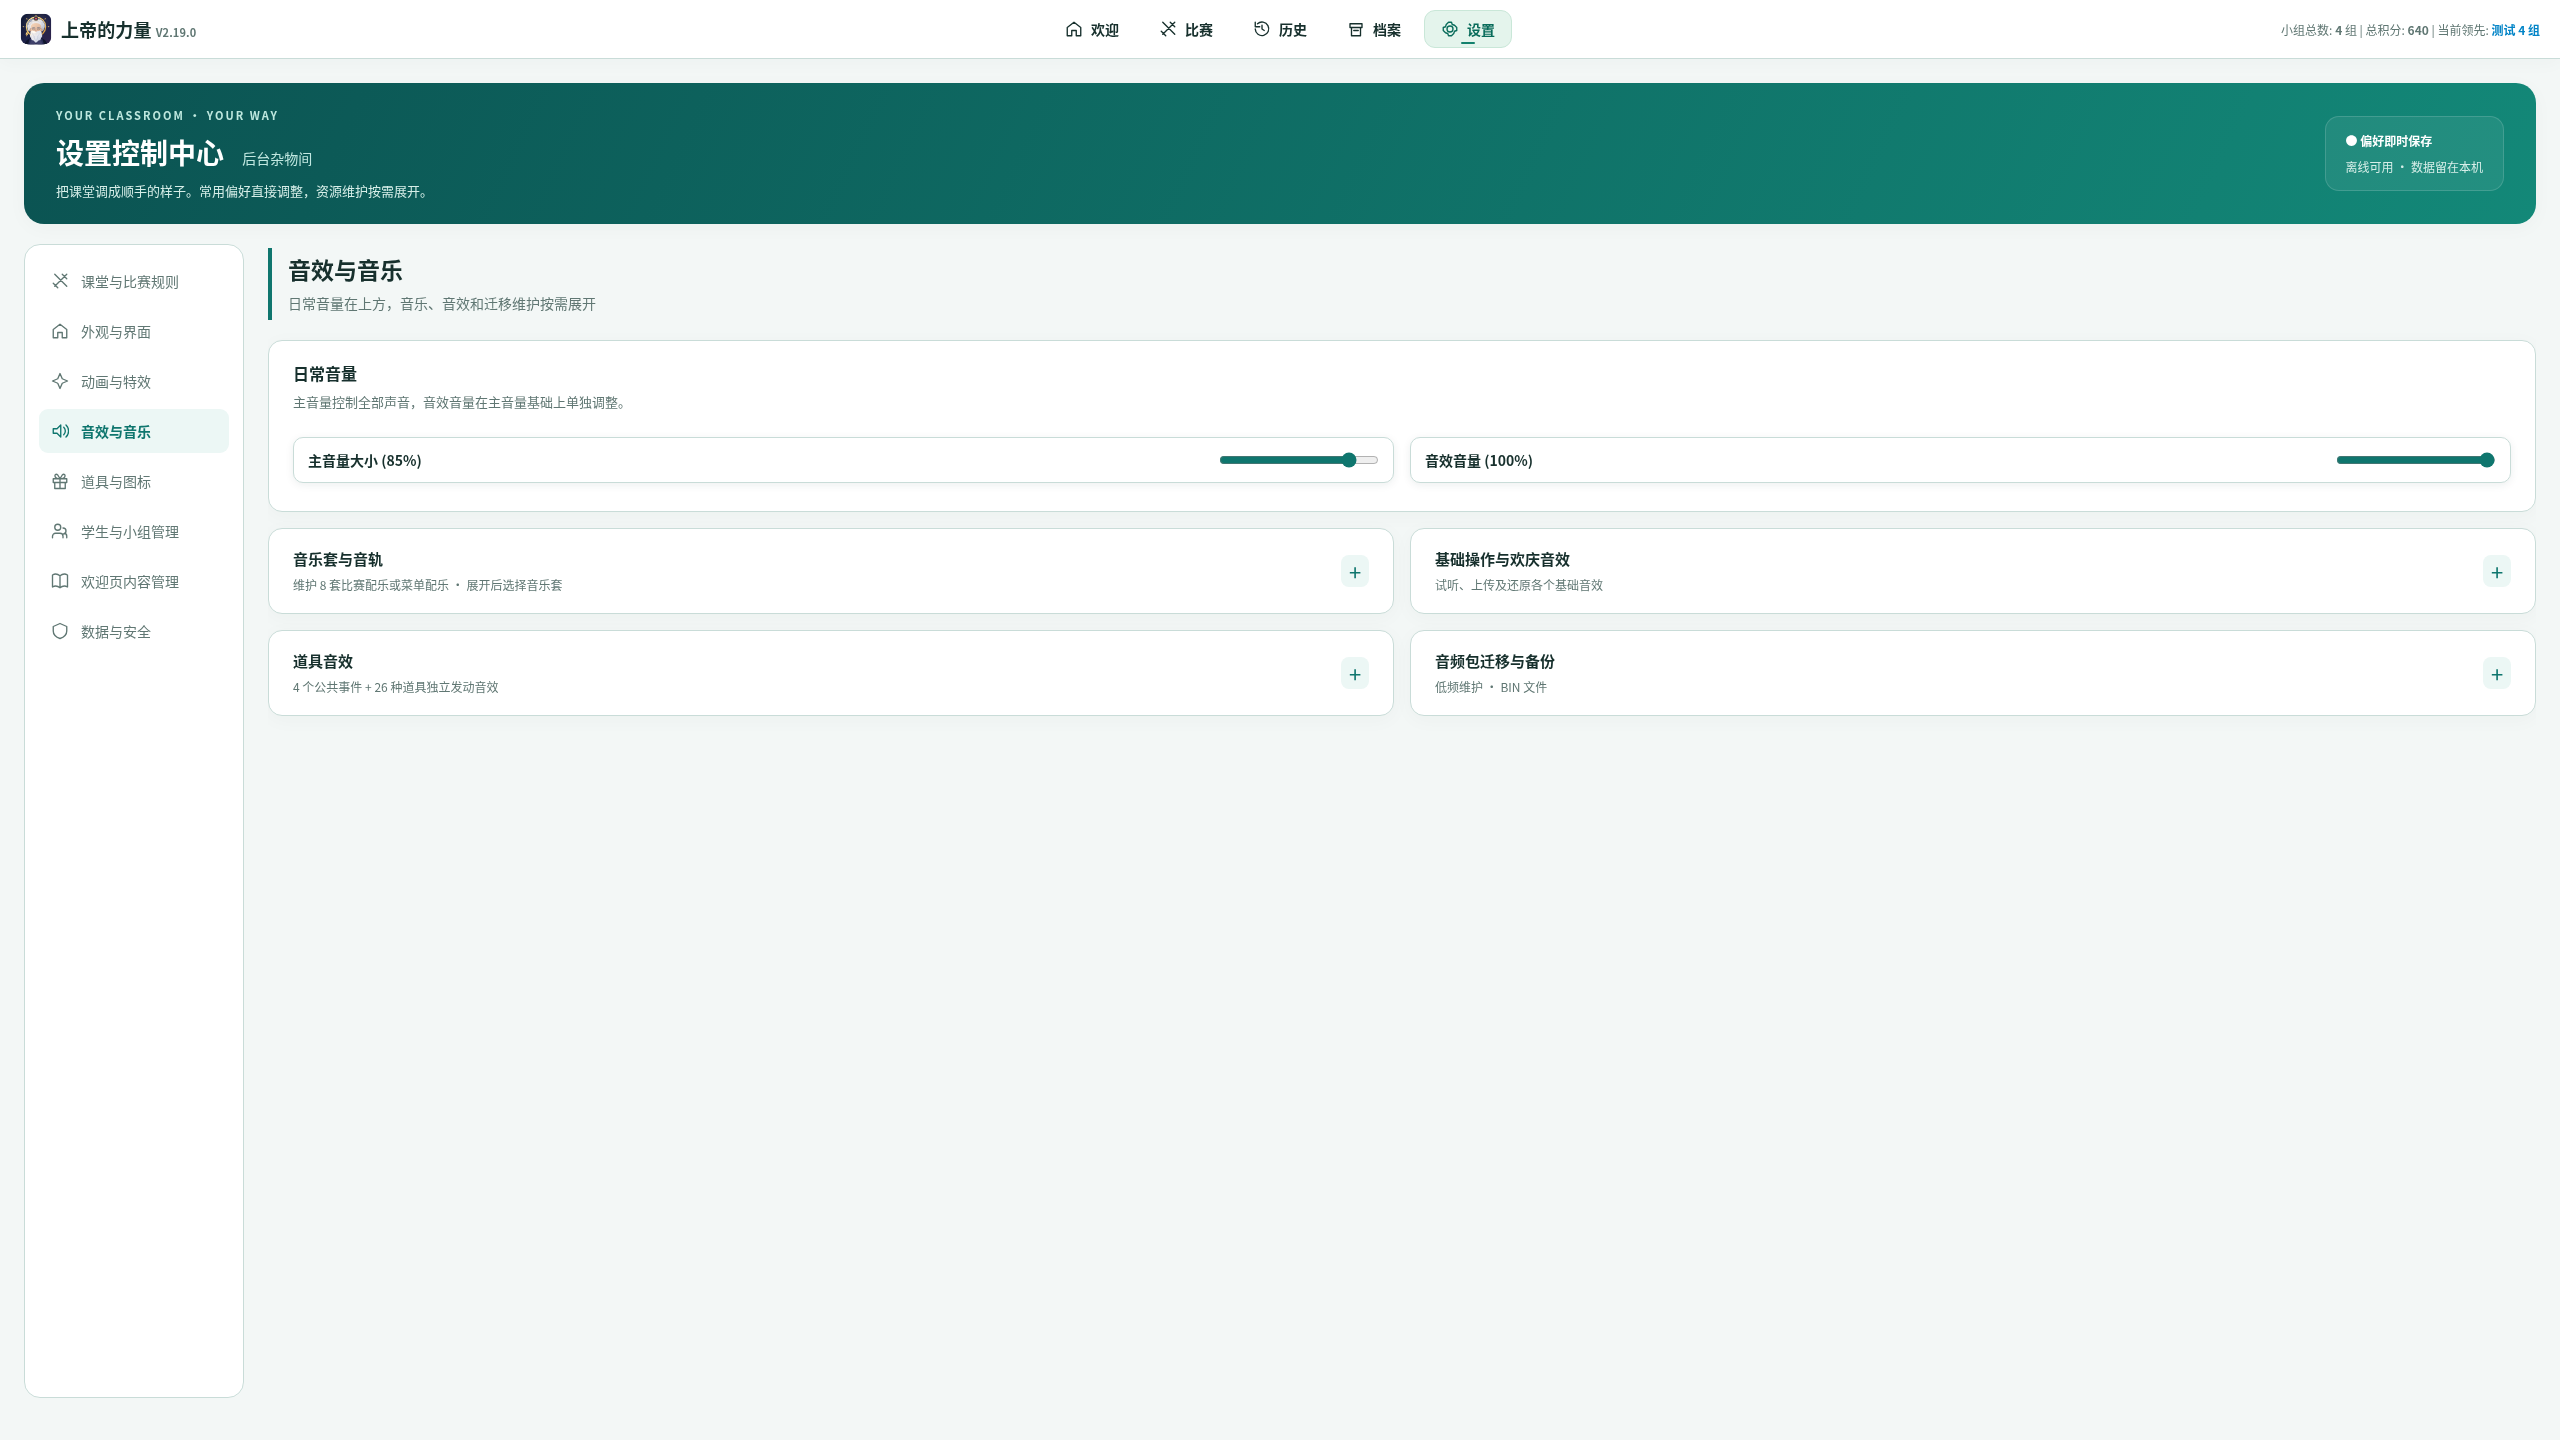 上帝的力量 V2.19.0
欢迎
比赛
历史
档案
设置
小组总数: 4 组 | 总积分: 640 | 当前领先: 测试 4 组
YOUR CLASSROOM · YOUR WAY
设置控制中心 后台杂物间
把课堂调成顺手的样子。常用偏好直接调整，资源维护按需展开。
偏好即时保存
离线可用 · 数据留在本机
课堂与比赛规则
外观与界面
动画与特效
音效与音乐
道具与图标
学生与小组管理
欢迎页内容管理
数据与安全
音效与音乐
日常音量在上方，音乐、音效和迁移维护按需展开
日常音量
主音量控制全部声音，音效音量在主音量基础上单独调整。
主音量大小 (85%)
音效音量 (100%)
音乐套与音轨
维护 8 套比赛配乐或菜单配乐 · 展开后选择音乐套
+
基础操作与欢庆音效
试听、上传及还原各个基础音效
+
道具音效
4 个公共事件 + 26 种道具独立发动音效
+
音频包迁移与备份
低频维护 · BIN 文件
+